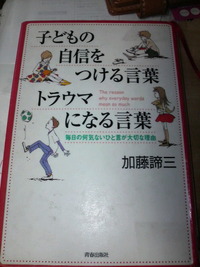 子どもの
自信を
つける言葉
トラウマ
になる言葉
The reason
why everyday words
mean so much
毎日の何気ないひと言が大切な理由
加藤諦三
青春出版社